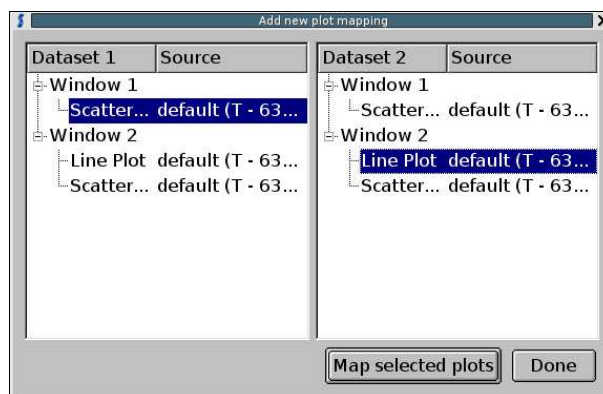 Add new plot mapping
Dataset 1 Source
Window 1
Scatter... default (T - 63...
Window 2
Line Plot default (T - 63...
Scatter... default (T - 63...
Dataset 2 Source
Window 1
Scatter... default (T - 63...
Window 2
Line Plot default (T - 63...
Scatter... default (T - 63...
Map selected plots Done